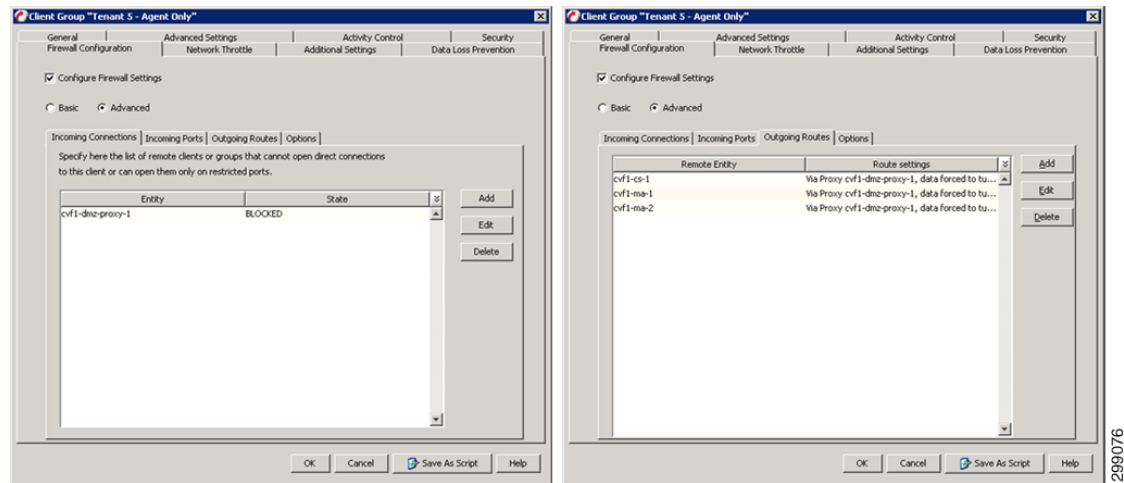 Client Group "Tenant 5 - Agent Only"
General Advanced Settings Activity Control Security
Firewall Configuration Network Throttle Additional Settings Data Loss Prevention
Configure Firewall Settings
Basic Advanced
Incoming Connections Incoming Ports Outgoing Routes Options
Specify here the list of remote clients or groups that cannot open direct connections
to this client or can open them only on restricted ports.
Entity State
cvf1-dmz-proxy-1 BLOCKED
Add
Edit
Delete
OK Cancel Save As Script Help
Client Group "Tenant 5 - Agent Only"
General Advanced Settings Activity Control Security
Firewall Configuration Network Throttle Additional Settings Data Loss Prevention
Configure Firewall Settings
Basic Advanced
Incoming Connections Incoming Ports Outgoing Routes Options
Remote Entity Route settings
cvf1-cs-1 Via Proxy cvf1-dmz-proxy-1, data forced to tu...
cvf1-ma-1 Via Proxy cvf1-dmz-proxy-1, data forced to tu...
cvf1-ma-2 Via Proxy cvf1-dmz-proxy-1, data forced to tu...
Add
Edit
Delete
OK Cancel Save As Script Help
299076